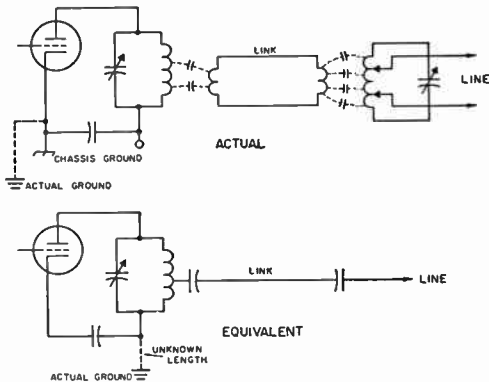 LINK
LINE
CHASSIS GROUND
ACTUAL
ACTUAL GROUND
LINK
LINE
EQUIVALENT
UNKNOWN
LENGTH
ACTUAL GROUND